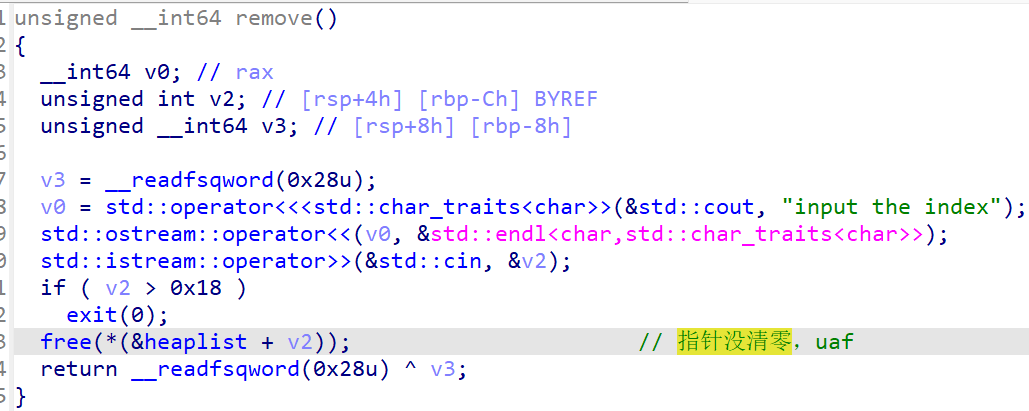 1 unsigned __int64 remove()
2 {
3 __int64 v0; // rax
4 unsigned int v2; // [rsp+4h] [rbp-Ch] BYREF
5 unsigned __int64 v3; // [rsp+8h] [rbp-8h]
6
7 v3 = __readfsqword(0x28u);
8 v0 = std::operator<<<std::char_traits<char>>(&std::cout, "input the index");
9 std::ostream::operator<<(v0, &std::endl<char,std::char_traits<char>>);
0 std::istream::operator>>(&std::cin, &v2);
1 if ( v2 > 0x18 )
2 exit(0);
3 free(*(&heaplist + v2)); // 指针没清零，uaf
4 return __readfsqword(0x28u) ^ v3;
5 }